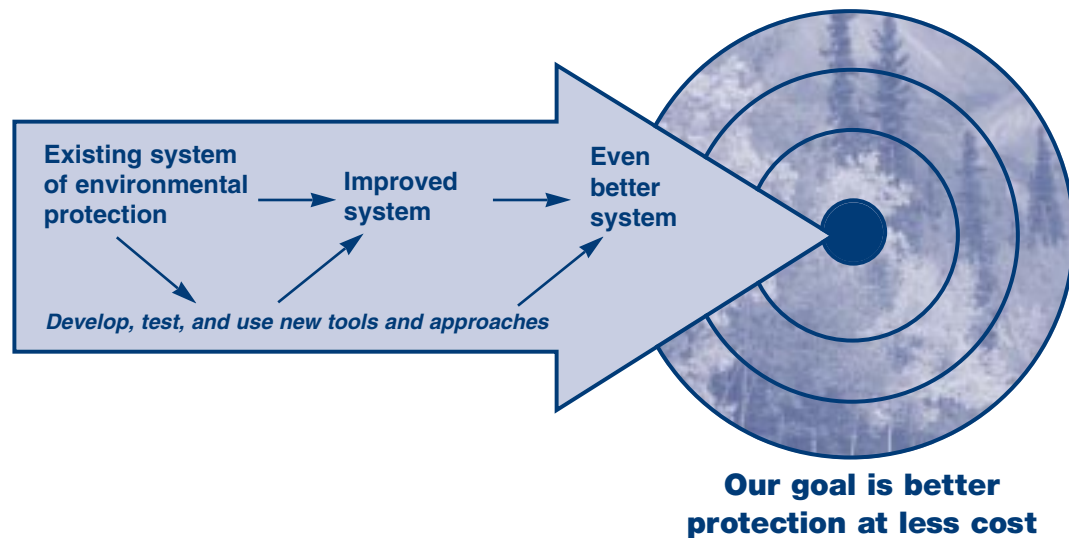 Existing system
of environmental
protection
Improved
system
Even
better
system
Develop, test, and use new tools and approaches
Our goal is better
protection at less cost